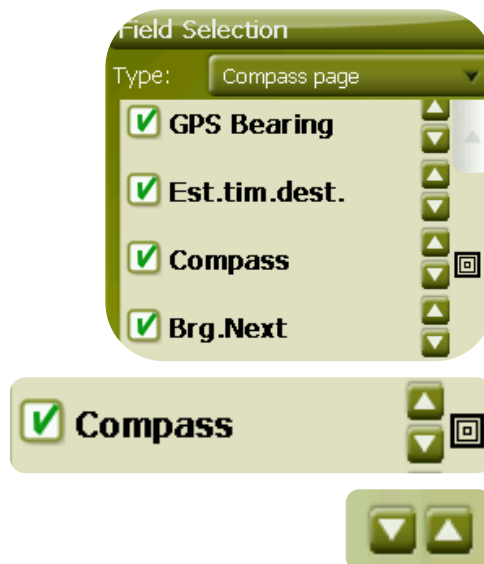 Field Selection
Type: Compass page
GPS Bearing
Est.tim.dest.
Compass
Brg.Next
Compass